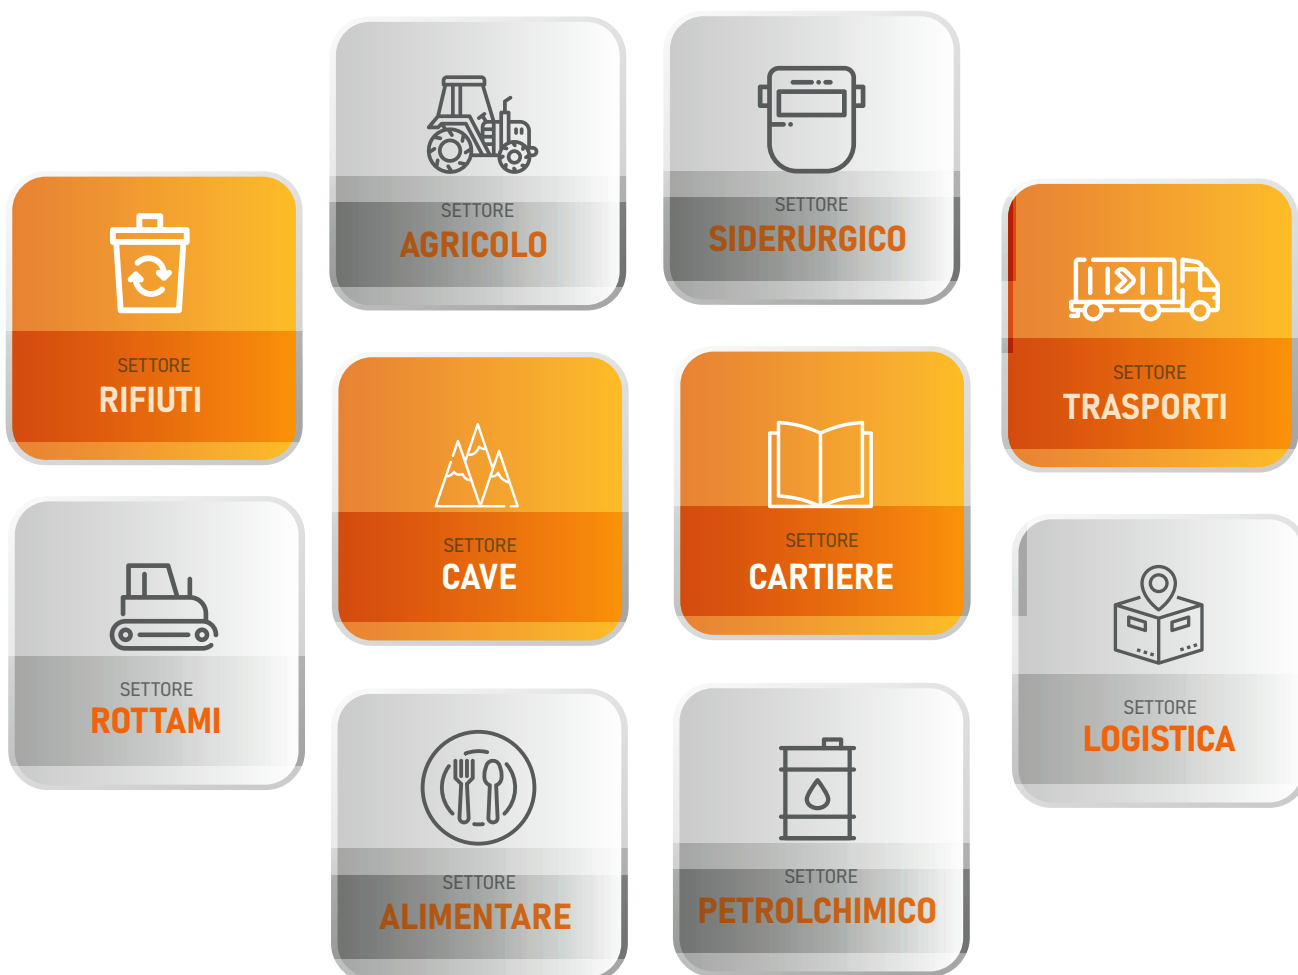 SETTORE
AGRICOLO
SETTORE
SIDERURGICO
SETTORE
RIFIUTI
SETTORE
TRASPORTI
SETTORE
CAVE
SETTORE
CARTIERE
SETTORE
ROTTAMI
SETTORE
LOGISTICA
SETTORE
ALIMENTARE
SETTORE
PETROLCHIMICO